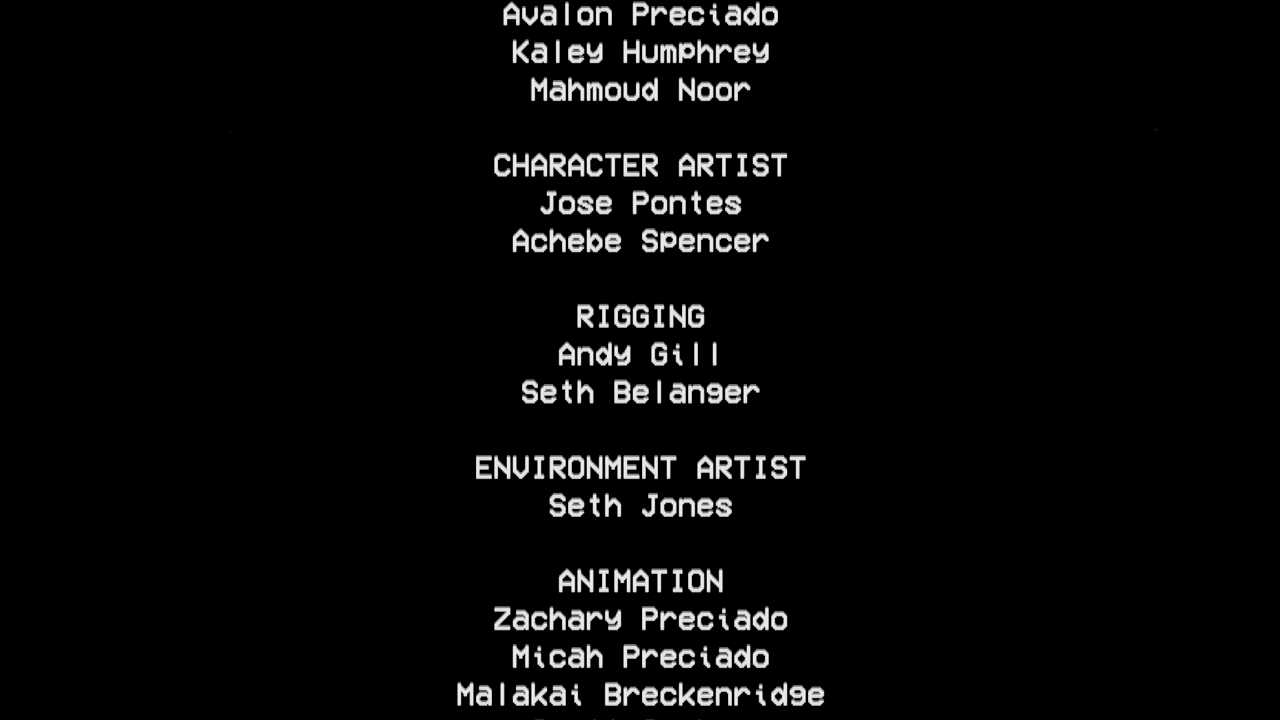 Avalon Preciado
Kaley Humphrey
Mahmoud Noor
CHARACTER ARTIST
Jose Pontes
Achebe Spencer
RIGGING
Andy Gill
Seth Belanger
ENVIRONMENT ARTIST
Seth Jones
ANIMATION
Zachary Preciado
Micah Preciado
Malakai Breckenridge